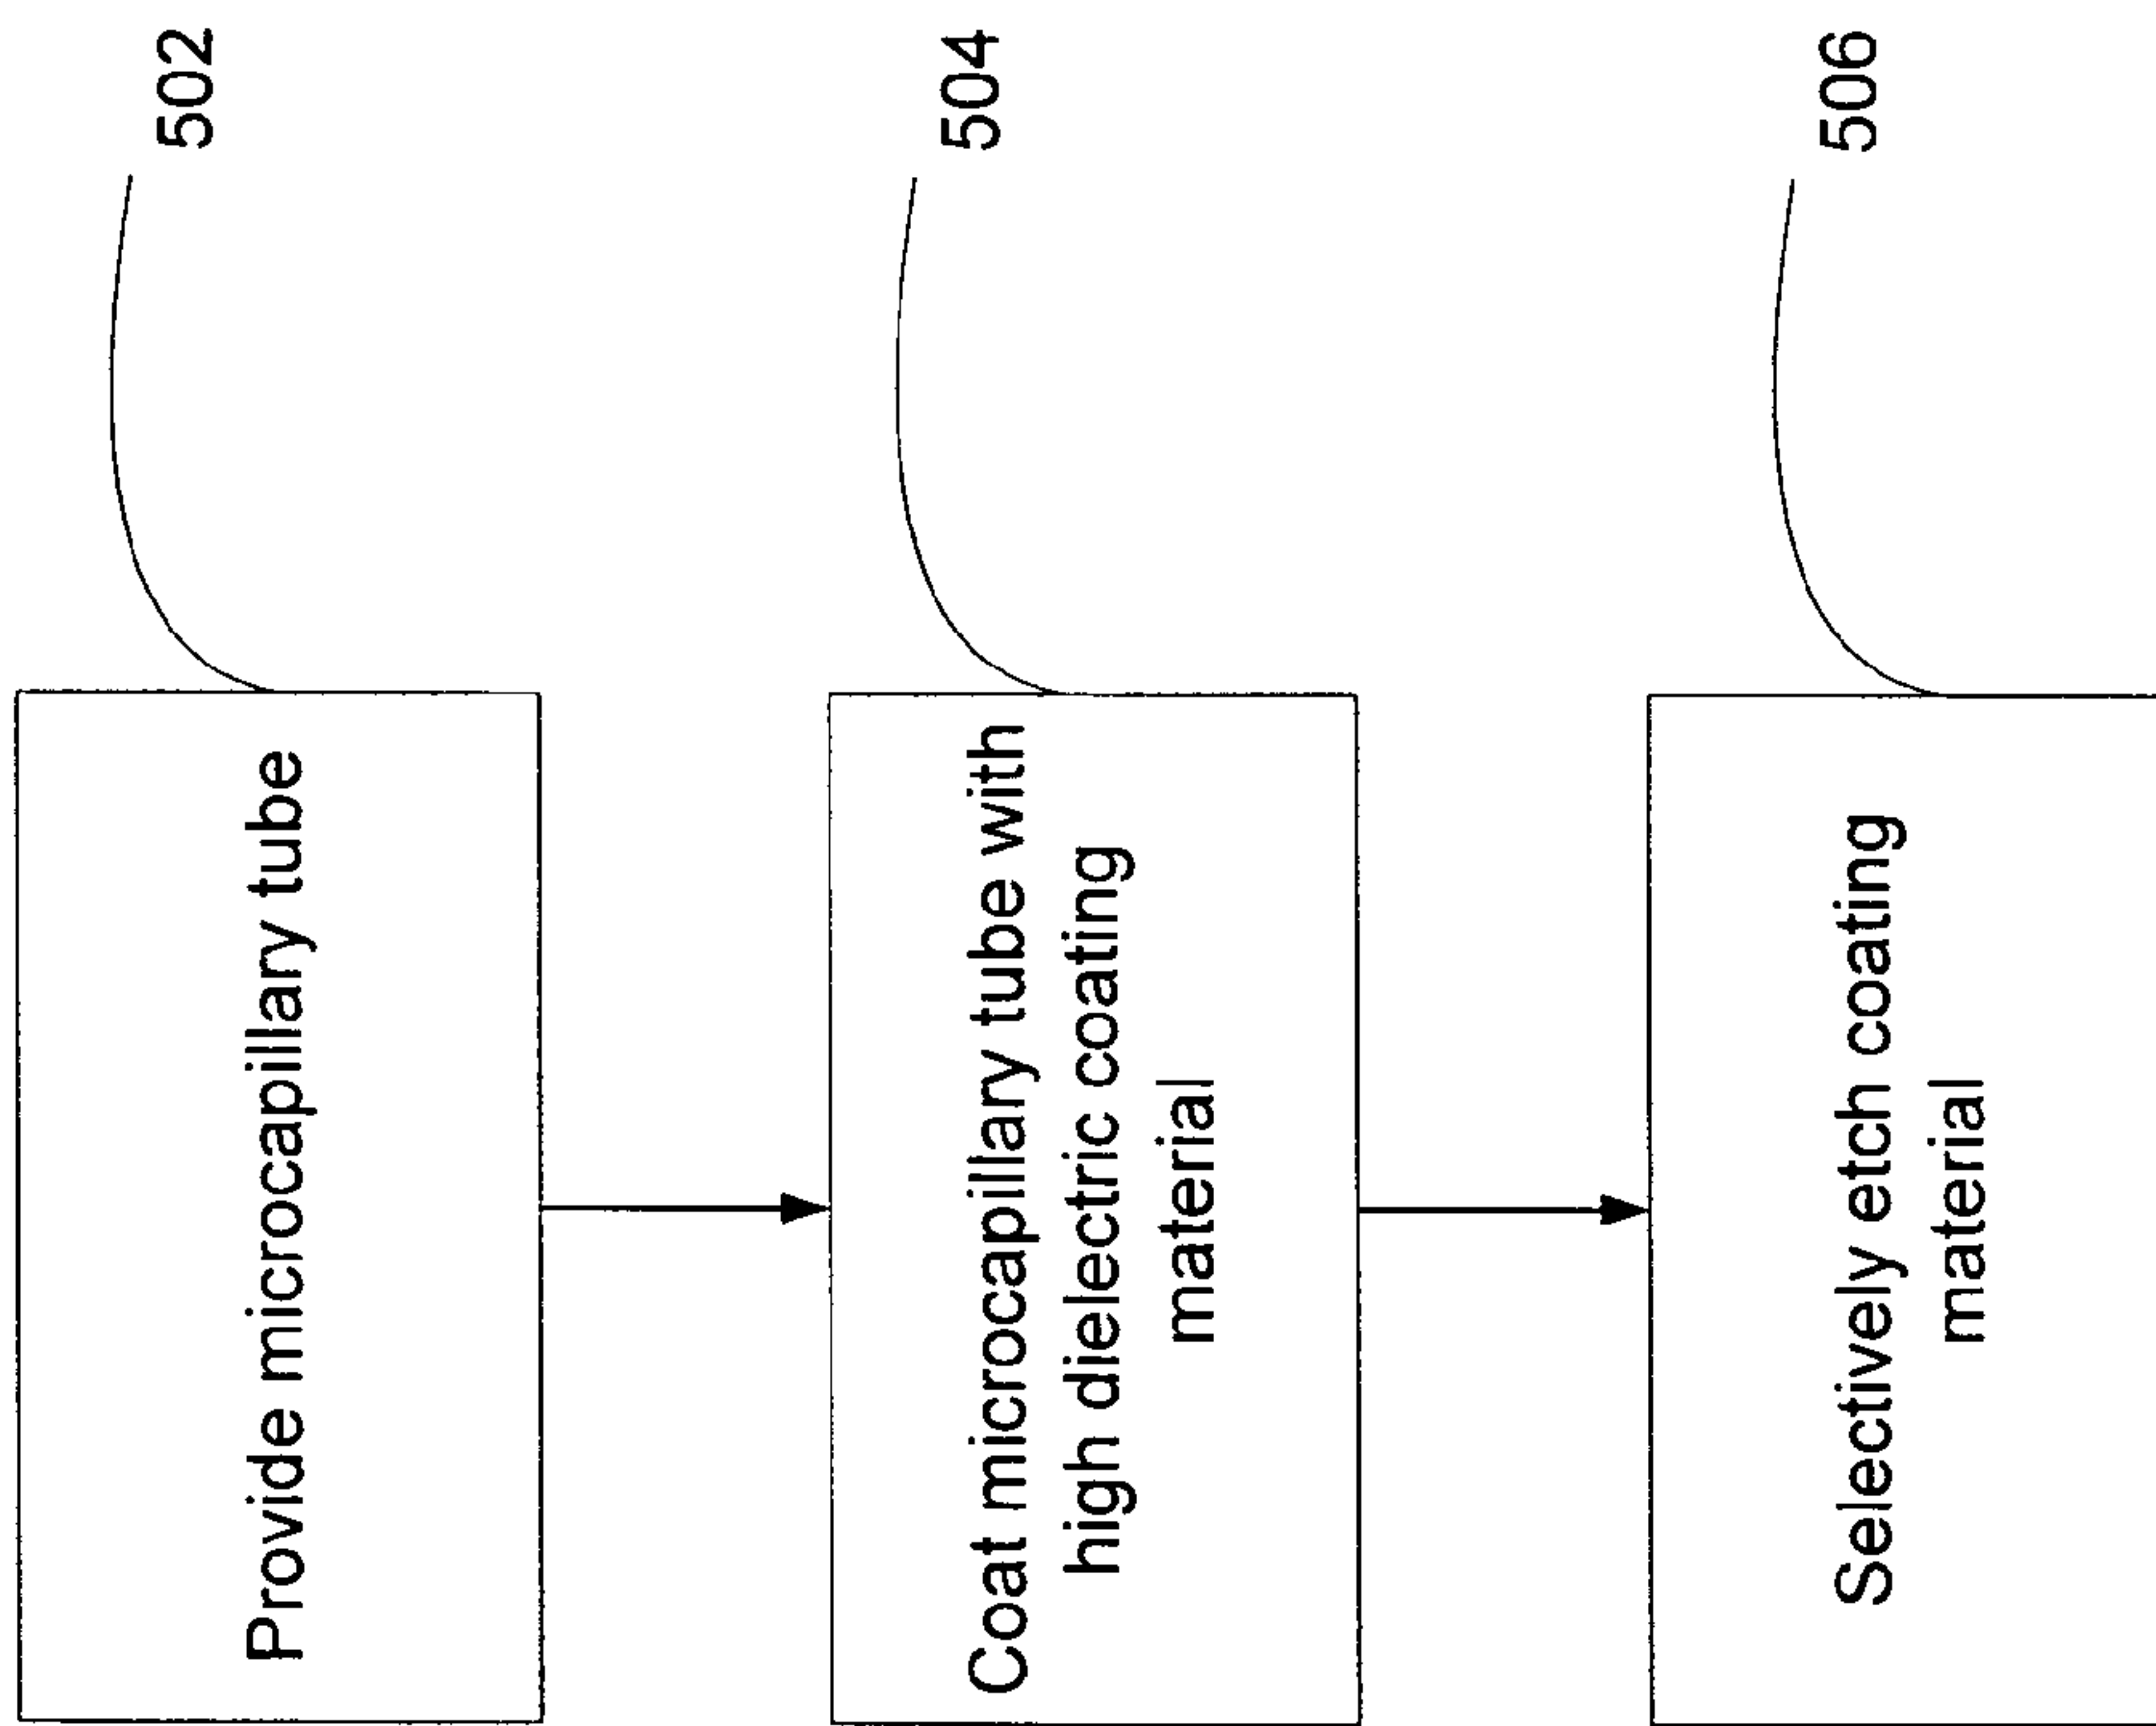 502
Provide microcapillary tube
504
Coat microcapillary tube with
high dielectric coating
material
506
Selectively etch coating
material